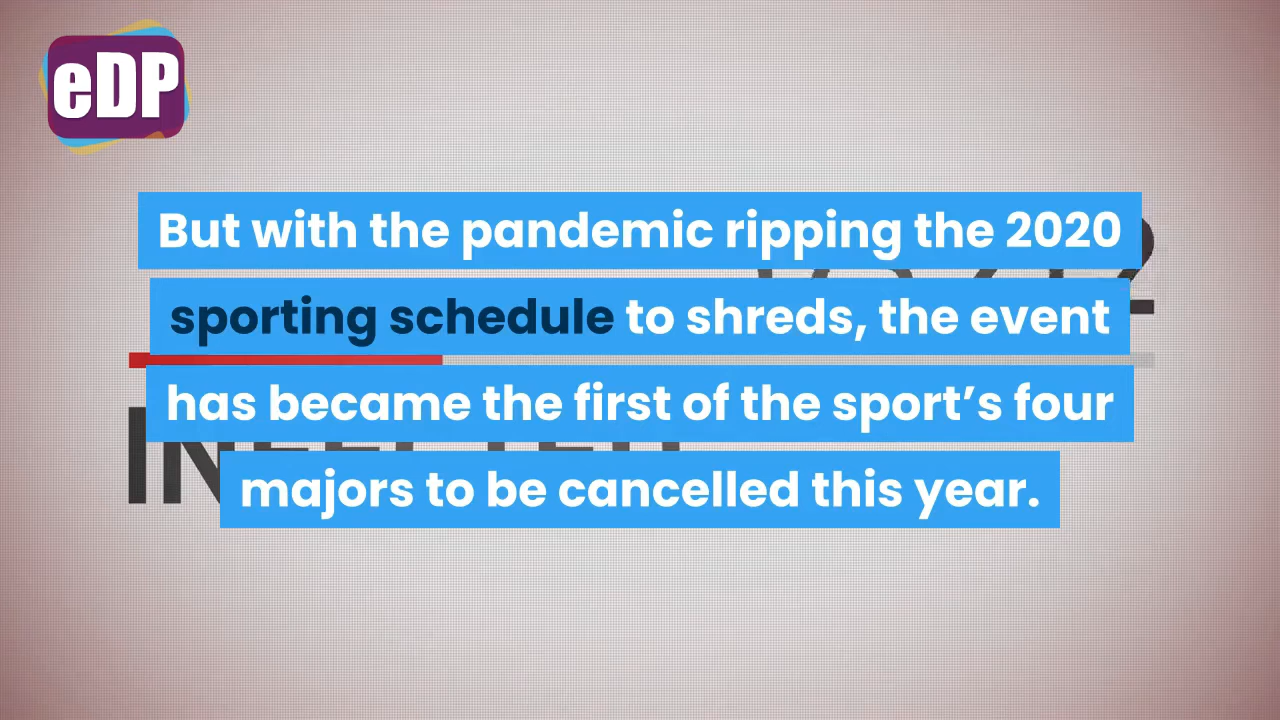 eDP
But with the pandemic ripping the 2020
sporting schedule to shreds, the event
has became the first of the sport’s four
majors to be cancelled this year.